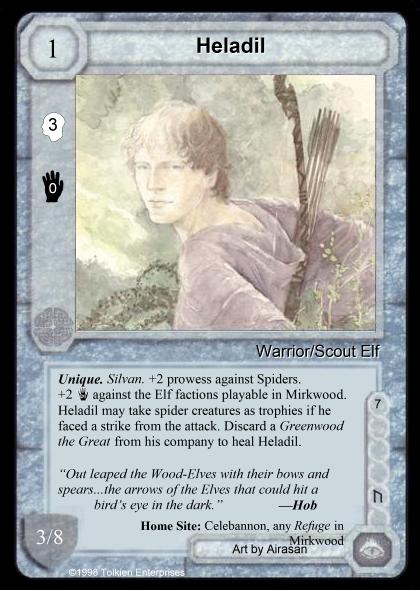 1
Heladil
3
0
Warrior/Scout Elf
Unique. Silvan. +2 prowess against Spiders.
+2 against the Elf factions playable in Mirkwood.
Heladil may take spider creatures as trophies if he
faced a strike from the attack. Discard a Greenwood
the Great from his company to heal Heladil.
7
“Out leaped the Wood-Elves with their bows and
spears...the arrows of the Elves that could hit a
bird’s eye in the dark.” —Hob
Home Site: Celebannon, any Refuge in
Mirkwood
3/8
Art by Airasan
©1998 Tolkien Enterprises